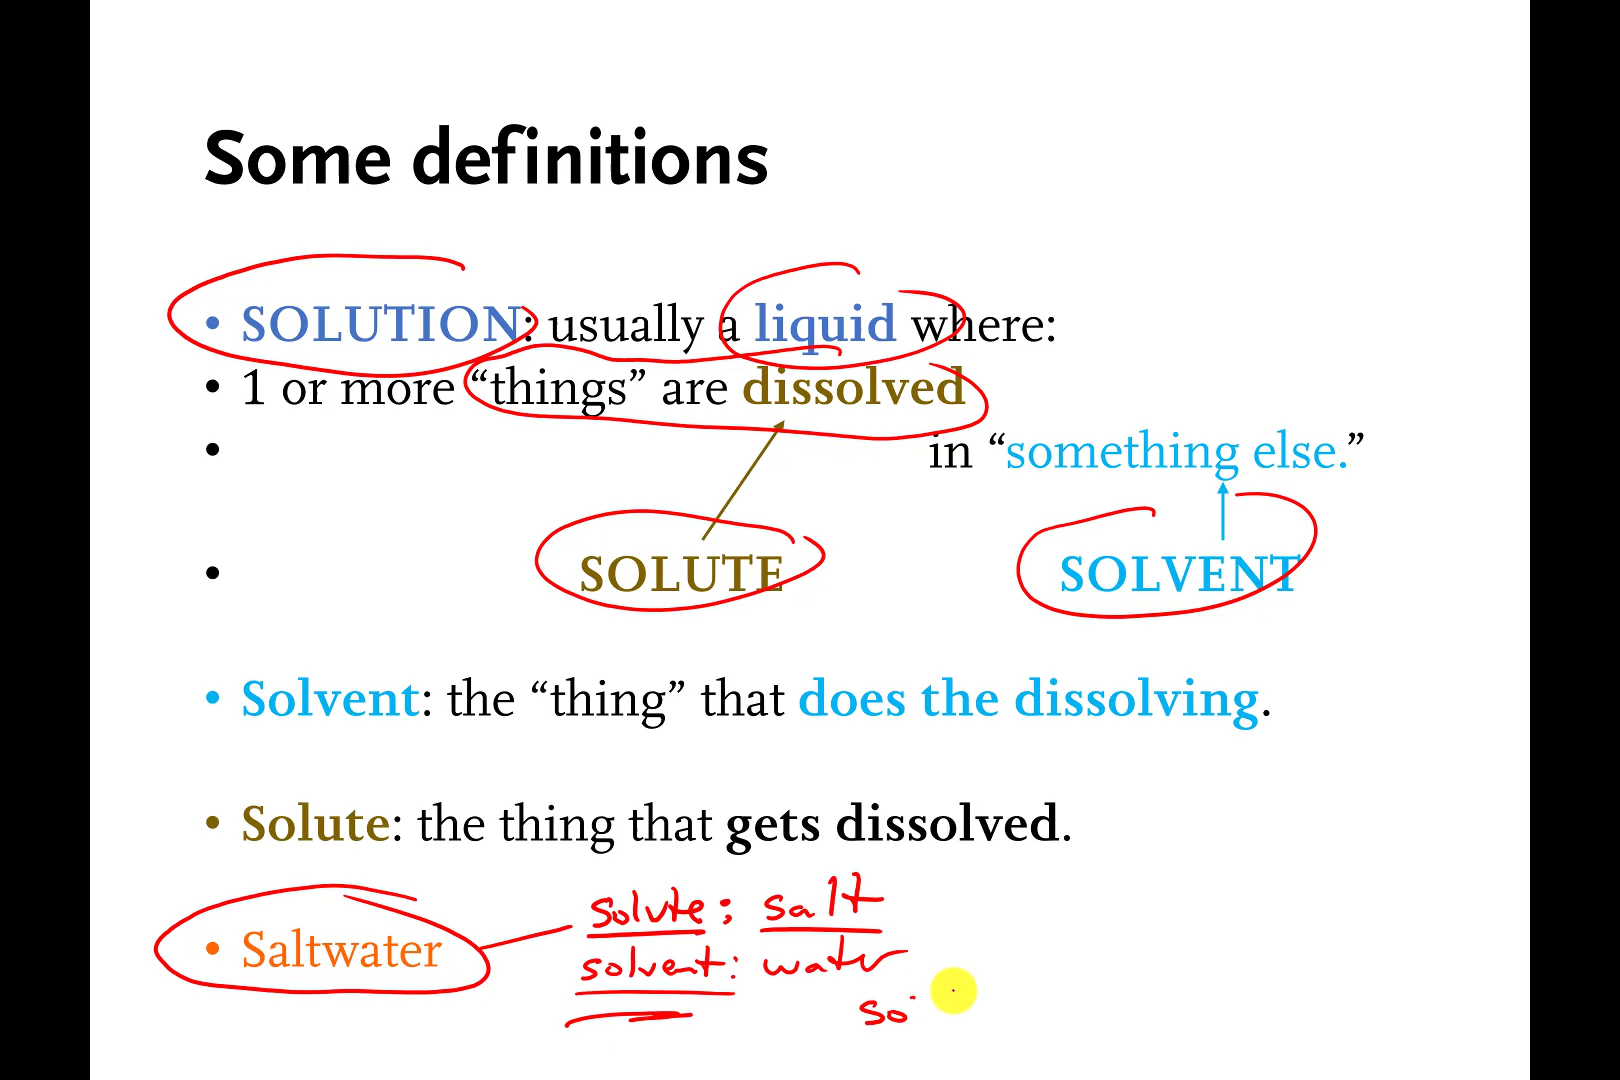 Some definitions
• SOLUTION: usually a liquid where:
• 1 or more “things” are dissolved
• in “something else.”
• SOLUTE SOLVENT
• Solvent: the “thing” that does the dissolving.
• Solute: the thing that gets dissolved.
solute: salt
• Saltwater
solvent: water
so